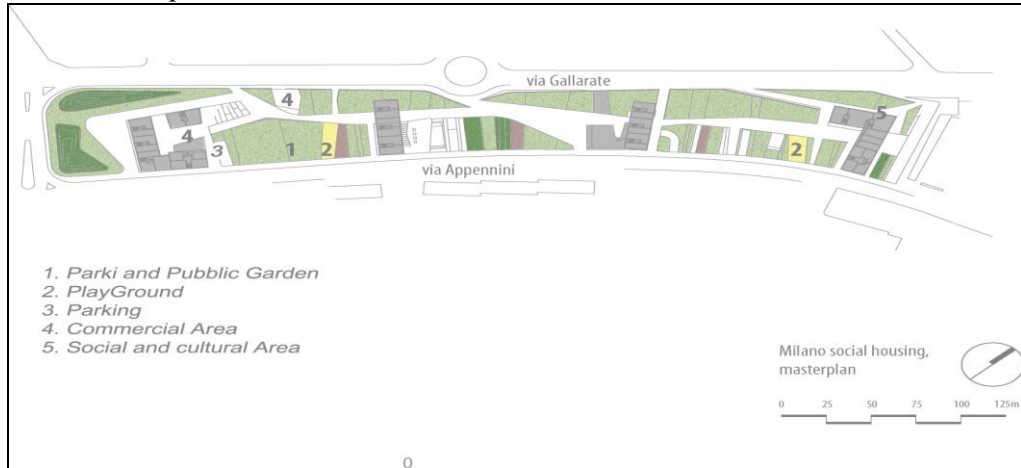 via Gallarate
4
5
4
3
1
2
2
via Appennini
1. Parki and Pubblic Garden
2. PlayGround
3. Parking
4. Commercial Area
5. Social and cultural Area
Milano social housing,
masterplan
0 25 50 75 100 125m
0